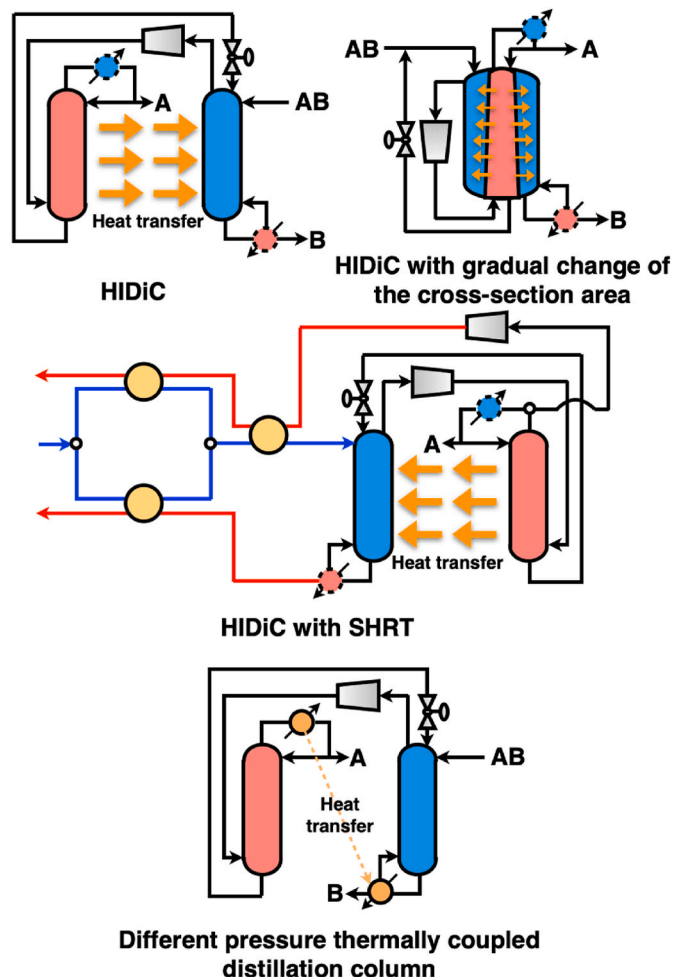 A
AB
Heat transfer
B
HIDiC
AB
A
B
HIDiC with gradual change of
the cross-section area
A
Heat transfer
HIDiC with SHRT
A
AB
Heat
transfer
B
Different pressure thermally coupled
distillation column